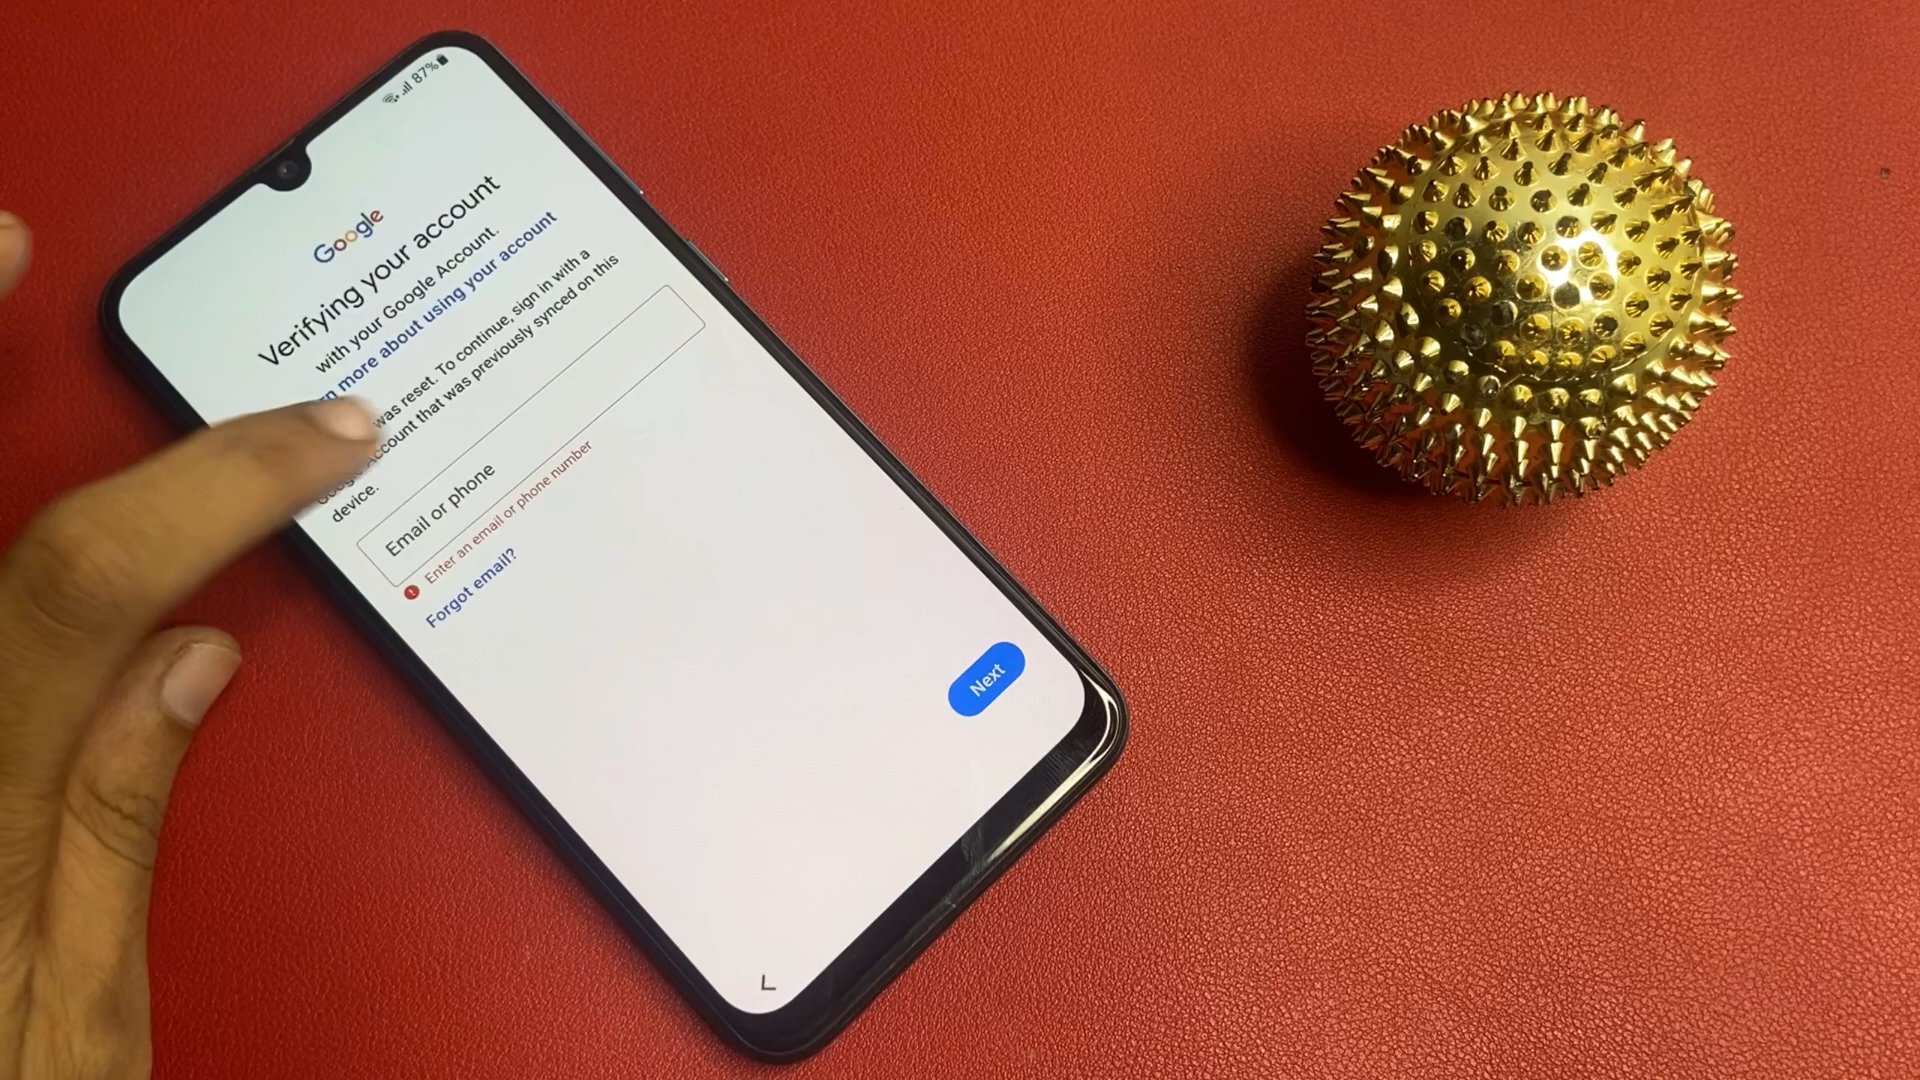 87%
Google
Verifying your account
with your Google Account.
more about using your account
was reset. To continue, sign in with a
Account that was previously synced on this
device.
Email or phone
Enter an email or phone number
Forgot email?
Next